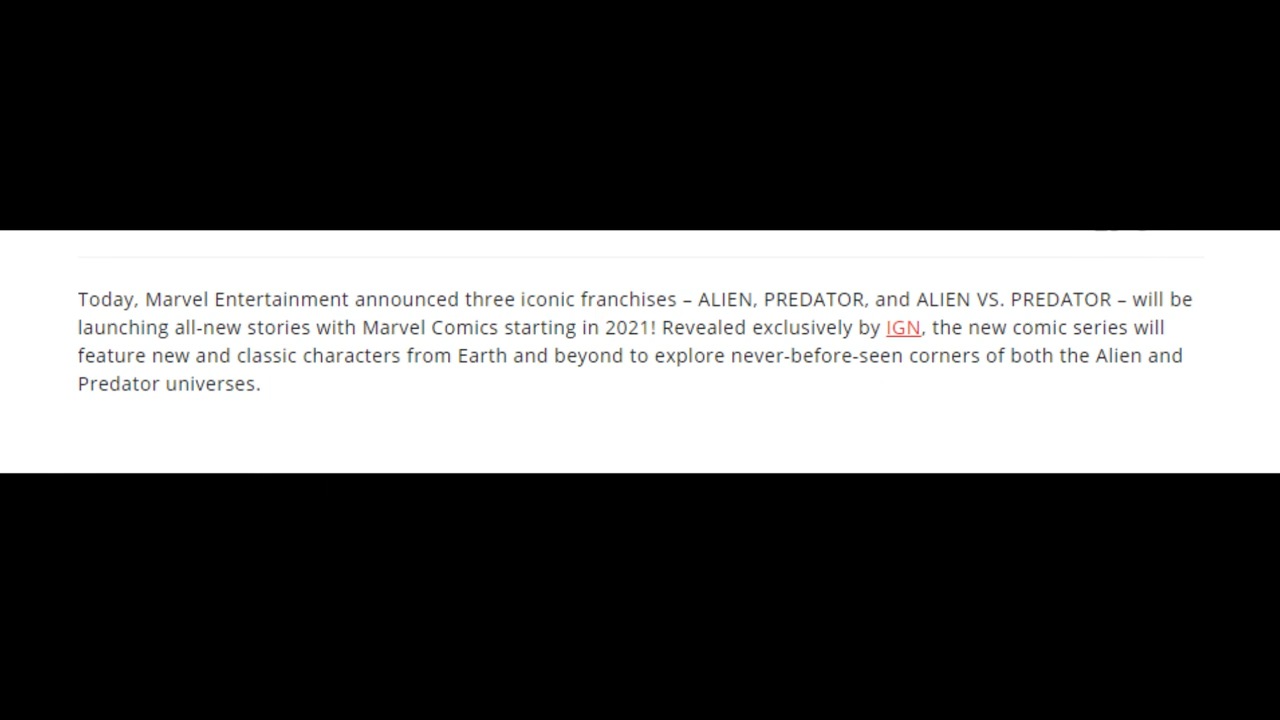 Today, Marvel Entertainment announced three iconic franchises – ALIEN, PREDATOR, and ALIEN VS. PREDATOR – will be
launching all-new stories with Marvel Comics starting in 2021! Revealed exclusively by IGN, the new comic series will
feature new and classic characters from Earth and beyond to explore never-before-seen corners of both the Alien and
Predator universes.